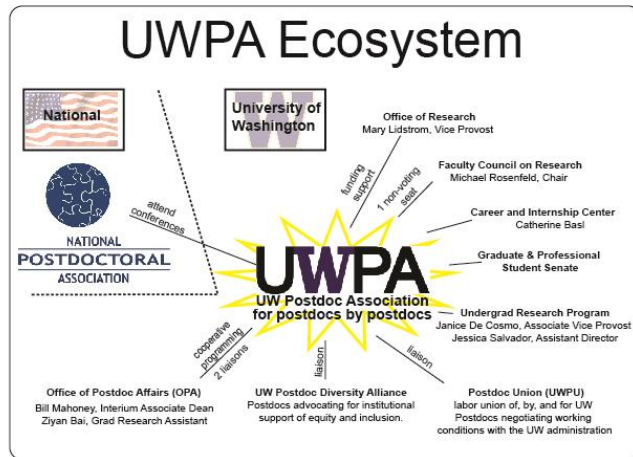 UWPA Ecosystem
National
University of
Washington
Office of Research
Mary Lidstrom, Vice Provost
funding
support
Faculty Council on Research
Michael Rosenfeld, Chair
1 non-voting
seat
Career and Internship Center
Catherine Basl
attend
conferences
NATIONAL
POSTDOCTORAL
ASSOCIATION
UWPA
UW Postdoc Association
for postdocs by postdocs
Graduate & Professional
Student Senate
Undergrad Research Program
Janice De Cosmo, Associate Vice Provost
Jessica Salvador, Assistant Director
cooperative
programming
2 liaisons
liaison
liaison
Office of Postdoc Affairs (OPA)
Bill Mahoney, Interium Associate Dean
Ziyan Bai, Grad Research Assistant
UW Postdoc Diversity Alliance
Postdocs advocating for institutional
support of equity and inclusion.
Postdoc Union (UWPU)
labor union of, by, and for UW
Postdocs negotiating working
conditions with the UW administration